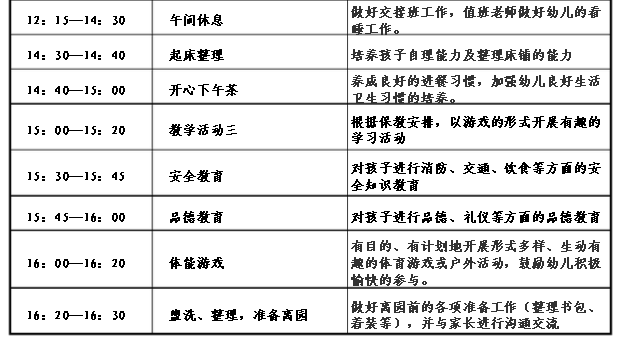 12：15—14：30 午间休息 做好交接班工作，值班老师做好幼儿的看
睡工作。
14：30—14：40 起床整理 培养孩子自理能力及整理床铺的能力
14：40—15：00 开心下午茶 养成良好的进餐习惯，加强幼儿良好生活
卫生习惯的培养。
15：00—15：20 教学活动三 根据保教安排，以游戏的形式开展有趣的
学习活动
15：30—15：45 安全教育 对孩子进行消防、交通、饮食等方面的安
全知识教育
15：45—16：00 品德教育 对孩子进行品德、礼仪等方面的品德教育
16：00—16：20 体能游戏 有目的、有计划地开展形式多样、生动有
趣的体育游戏或户外活动，鼓励幼儿积极
愉快的参与。
16：20—16：30 盥洗、整理，准备离园 做好离园前的各项准备工作（整理书包、
着装等），并与家长进行沟通交流